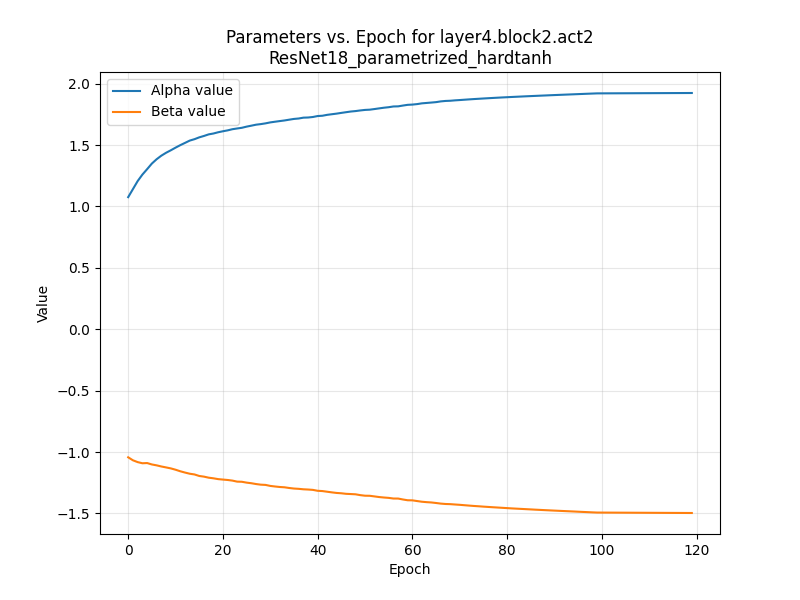 Parameters vs. Epoch for layer4.block2.act2
ResNet18_parametrized_hardtanh
Alpha value
Beta value
2.0
1.5
1.0
0.5
0.0
−0.5
−1.0
−1.5
Value
0 20 40 60 80 100 120
Epoch